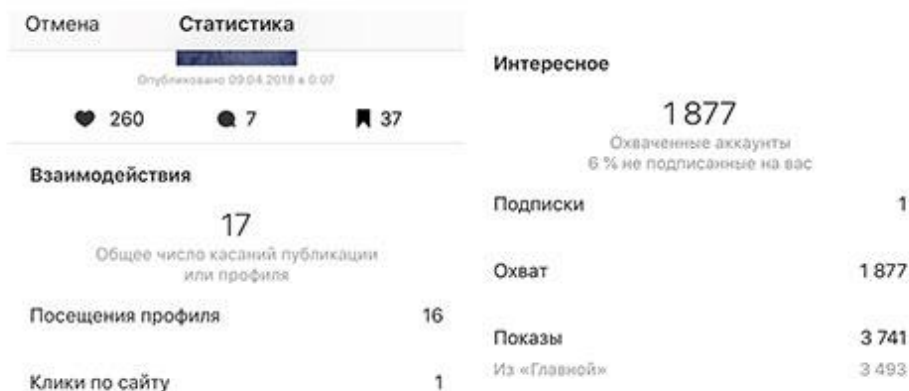 Отмена Статистика
Опубликовано 09.04.2018 в 0:07
260 7 37
Взаимодействия
17
Общее число касаний публикации
или профиля
Посещения профиля 16
Клики по сайту 1
Интересное
1 877
Охваченные аккаунты
6 % не подписанные на вас
Подписки 1
Охват 1 877
Показы 3 741
Из «Главной» 3 493